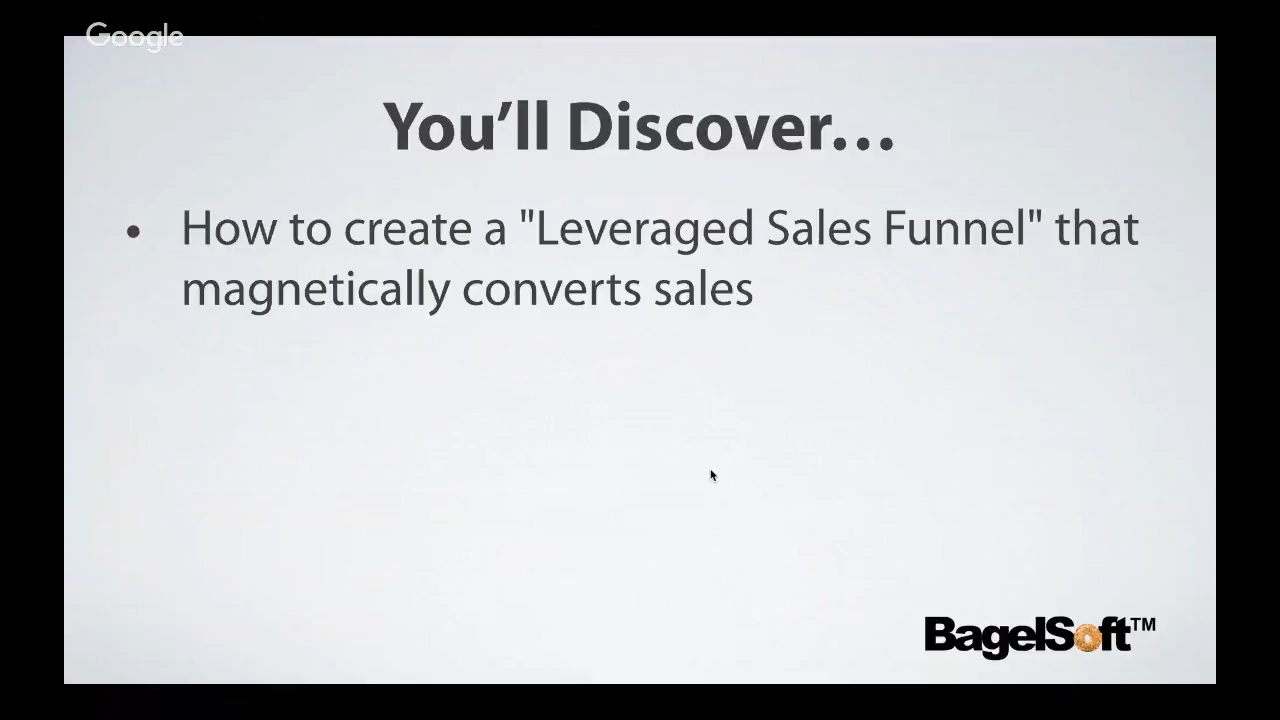 Google
You’ll Discover…
• How to create a "Leveraged Sales Funnel" that
magnetically converts sales
BagelSoft™